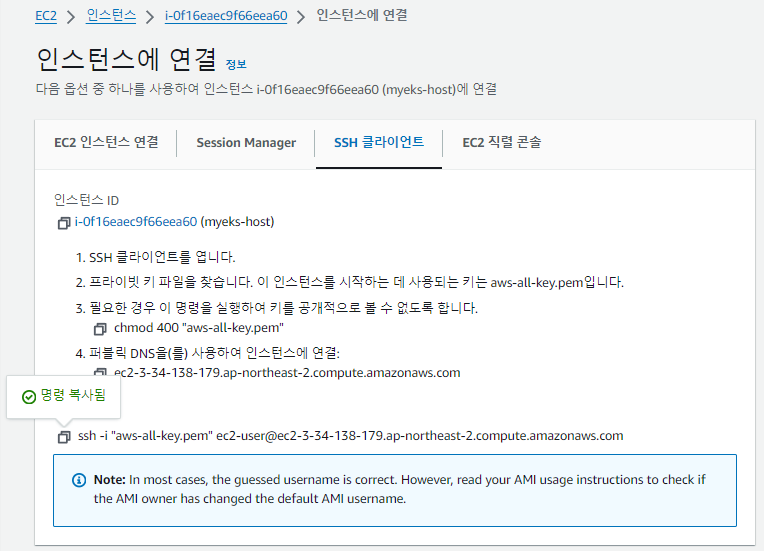 EC2 > 인스턴스 > i-0f16eaec9f66eea60 > 인스턴스에 연결
인스턴스에 연결 정보
다음 옵션 중 하나를 사용하여 인스턴스 i-0f16eaec9f66eea60 (myeks-host)에 연결
EC2 인스턴스 연결 Session Manager SSH 클라이언트 EC2 직렬 콘솔
인스턴스 ID
i-0f16eaec9f66eea60 (myeks-host)
1. SSH 클라이언트를 엽니다.
2. 프라이빗 키 파일을 찾습니다. 이 인스턴스를 시작하는 데 사용되는 키는 aws-all-key.pem입니다.
3. 필요한 경우 이 명령을 실행하여 키를 공개적으로 볼 수 없도록 합니다.
chmod 400 "aws-all-key.pem"
4. 퍼블릭 DNS을(를) 사용하여 인스턴스에 연결:
ec2-3-34-138-179.ap-northeast-2.compute.amazonaws.com
명령 복사됨
ssh -i "aws-all-key.pem" ec2-user@ec2-3-34-138-179.ap-northeast-2.compute.amazonaws.com
Note: In most cases, the guessed username is correct. However, read your AMI usage instructions to check if
the AMI owner has changed the default AMI username.